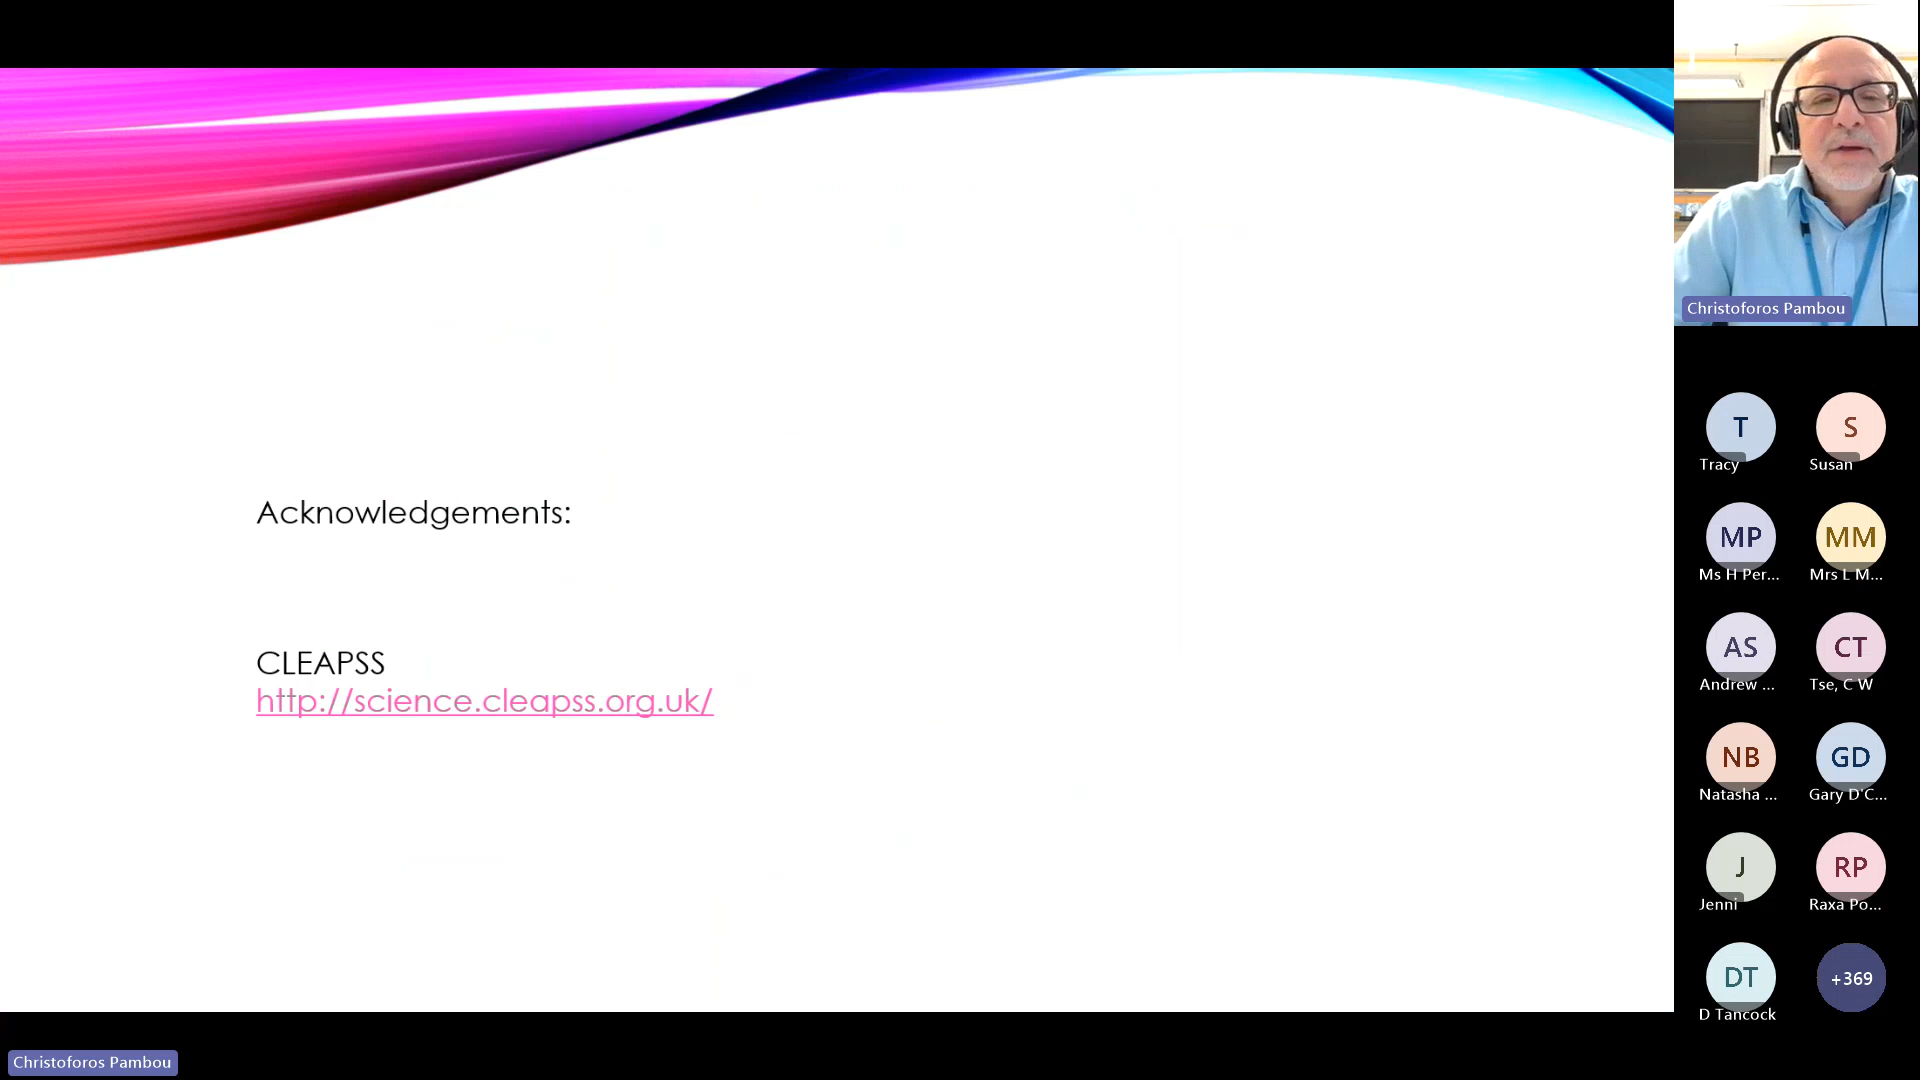 Acknowledgements:
CLEAPSS
http://science.cleapss.org.uk/
Christoforos Pambou
T
Tracy
S
Susan
MP
Ms H Per...
MM
Mrs L M...
AS
Andrew ...
CT
Tse, C W
NB
Natasha ...
GD
Gary D'C...
J
Jenni
RP
Raxa Po...
DT
D Tancock
+369
Christoforos Pambou